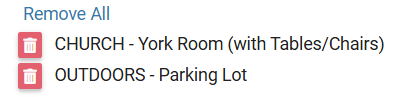 Remove All
CHURCH - York Room (with Tables/Chairs)
OUTDOORS - Parking Lot